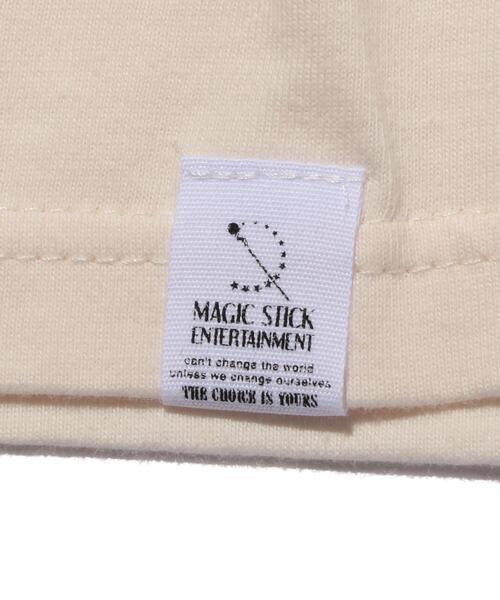 MAGIC STICK
ENTERTAINMENT
can't change the world
unless we change ourselves.
THE CHOICE IS YOURS